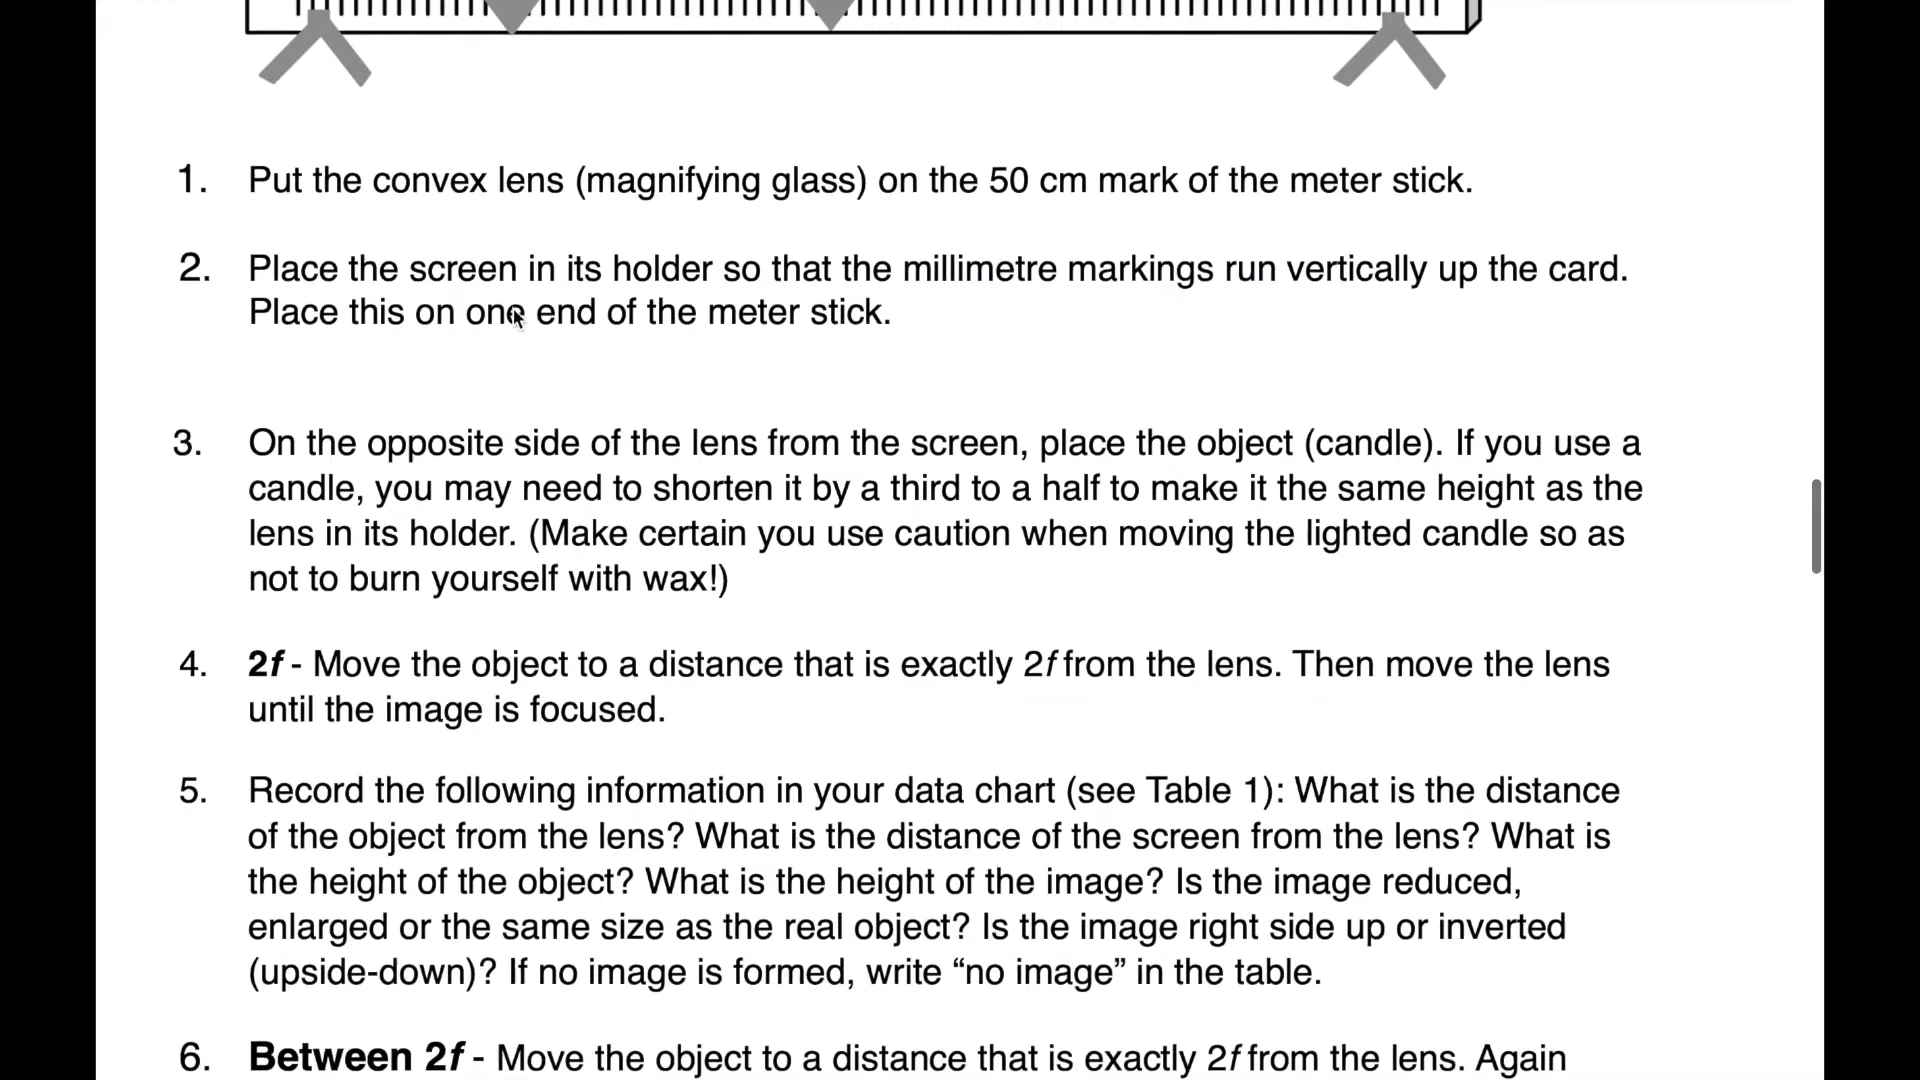 1. Put the convex lens (magnifying glass) on the 50 cm mark of the meter stick.
2. Place the screen in its holder so that the millimetre markings run vertically up the card.
Place this on one end of the meter stick.
3. On the opposite side of the lens from the screen, place the object (candle). If you use a
candle, you may need to shorten it by a third to a half to make it the same height as the
lens in its holder. (Make certain you use caution when moving the lighted candle so as
not to burn yourself with wax!)
4. 2f - Move the object to a distance that is exactly 2f from the lens. Then move the lens
until the image is focused.
5. Record the following information in your data chart (see Table 1): What is the distance
of the object from the lens? What is the distance of the screen from the lens? What is
the height of the object? What is the height of the image? Is the image reduced,
enlarged or the same size as the real object? Is the image right side up or inverted
(upside-down)? If no image is formed, write “no image” in the table.
6. Between 2f - Move the object to a distance that is exactly 2f from the lens. Again